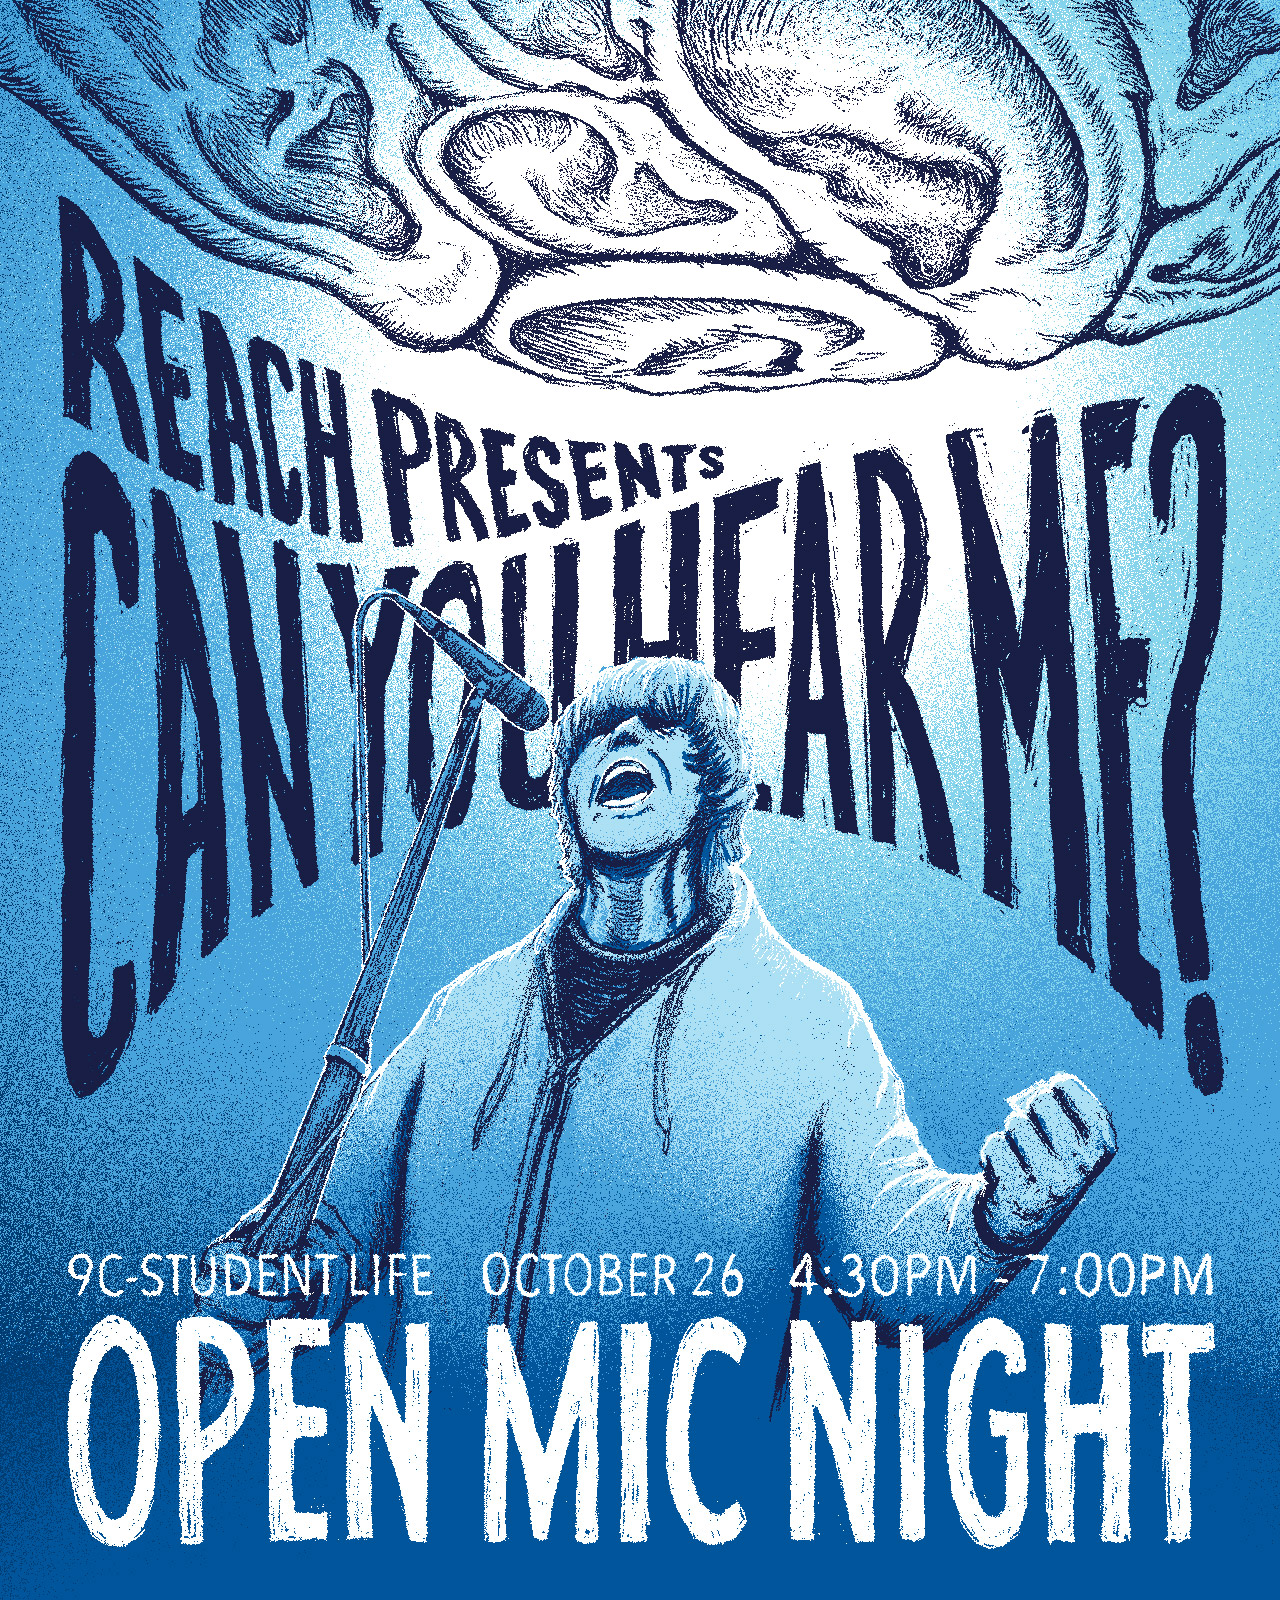 REACH PRESENTS
CAN YOU HEAR ME?
9C-STUDENT LIFE OCTOBER 26 4:30PM - 7:00PM
OPEN MIC NIGHT